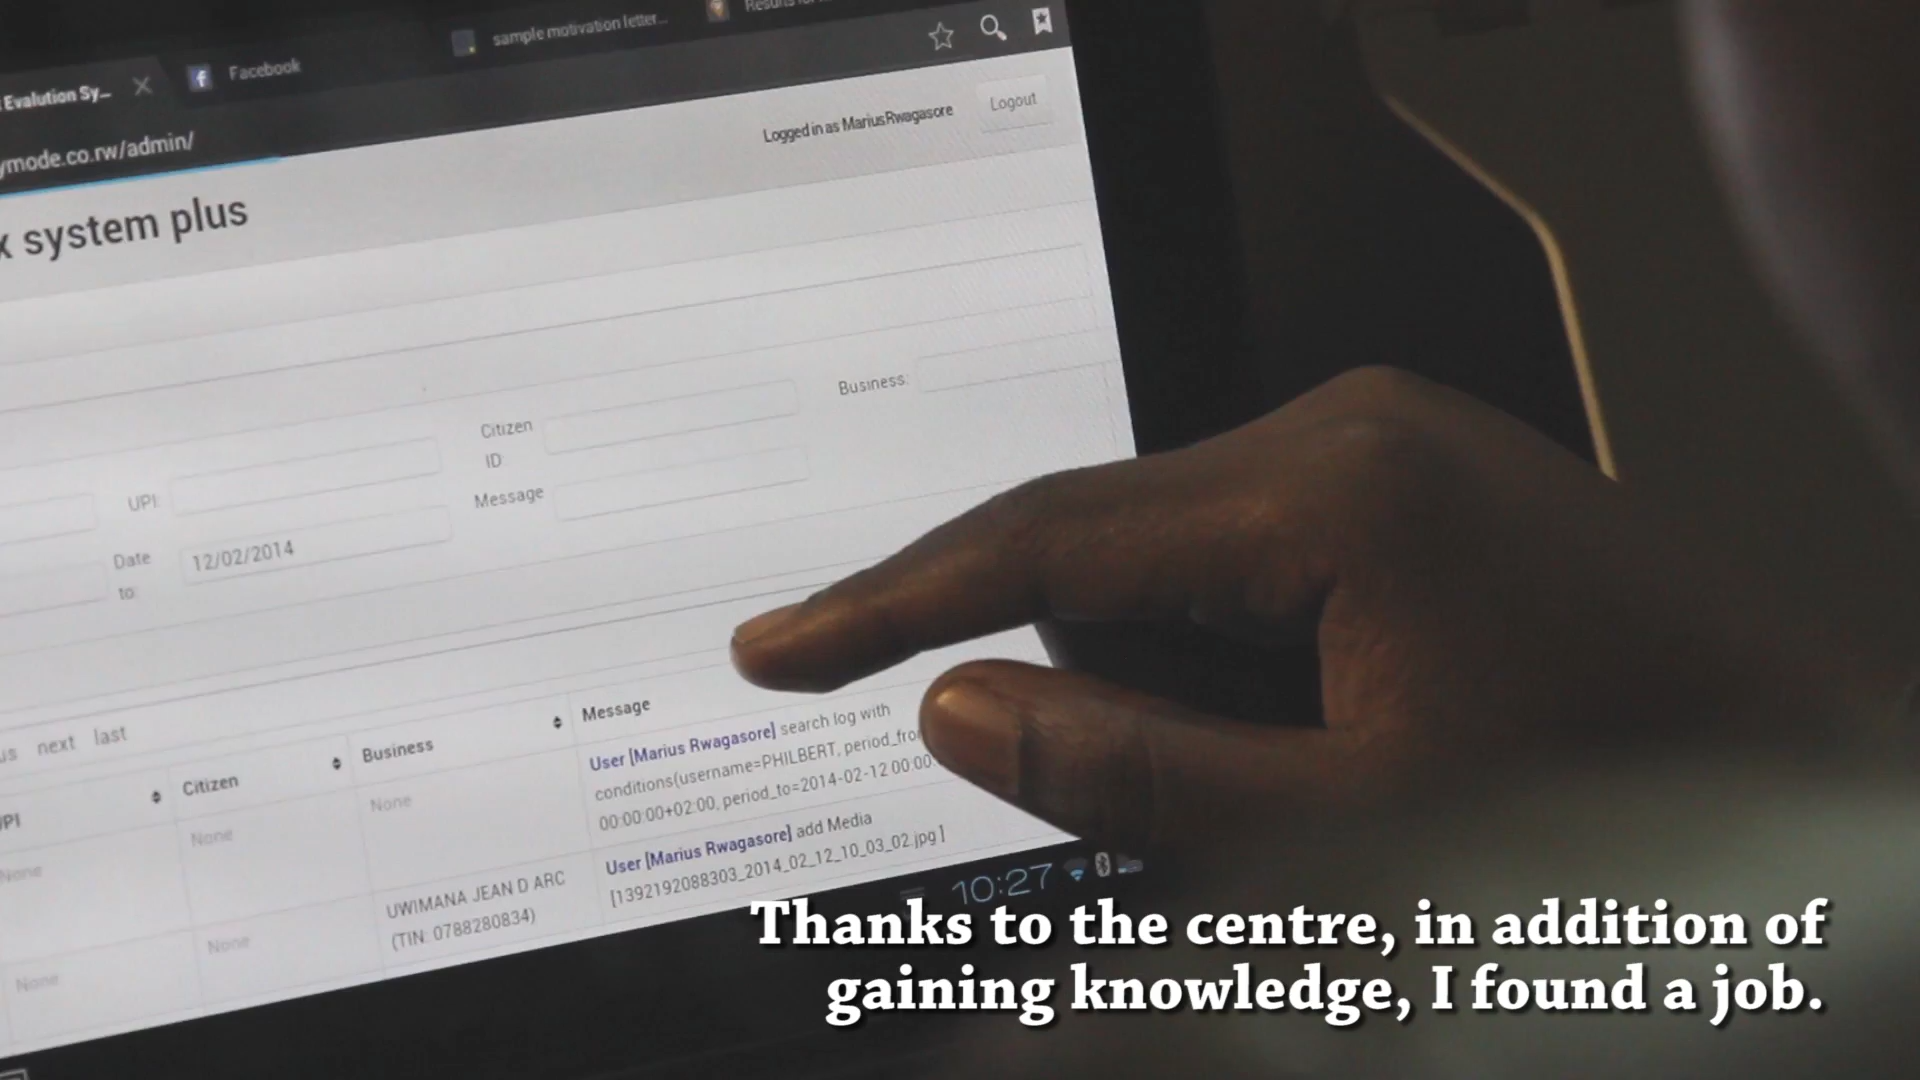 sample motivation letter...
Evalution Sy...
Facebook
ymode.co.rw/admin/
Logged in as Marius Rwagasore
Logout
x system plus
Citizen
ID
Business:
UPI:
Message
Date
to:
12/02/2014
next last
UPI
Citizen
Business
Message
None
None
None
User [Marius Rwagasore] search log with
conditions(username=PHILBERT, period_fro
00:00:00+02:00, period_to=2014-02-12 00:00
None
None
UWIMANA JEAN D ARC
(TIN: 0788280834)
User [Marius Rwagasore] add Media
[1392192088303_2014_02_12_10_03_02.jpg ]
10:27
Thanks to the centre, in addition of
gaining knowledge, I found a job.